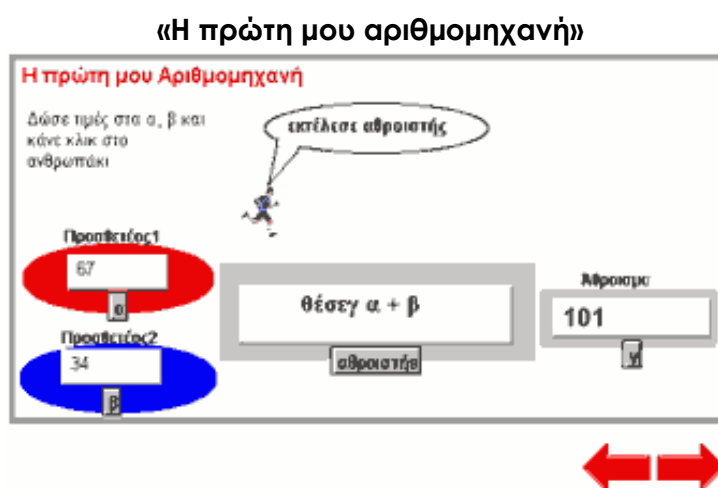 «Η πρώτη μου αριθμομηχανή»
Η πρώτη μου Αριθμομηχανή
Δώσε τιμές στα α, β και
κάνε κλικ στο
ανθρωπάκι
εκτέλεσε αθροιστής
Προσθετέος1
67
α
Προσθετέος2
34
β
θέσεγ α + β
αθροιστής
Άθροισμα
101
γ